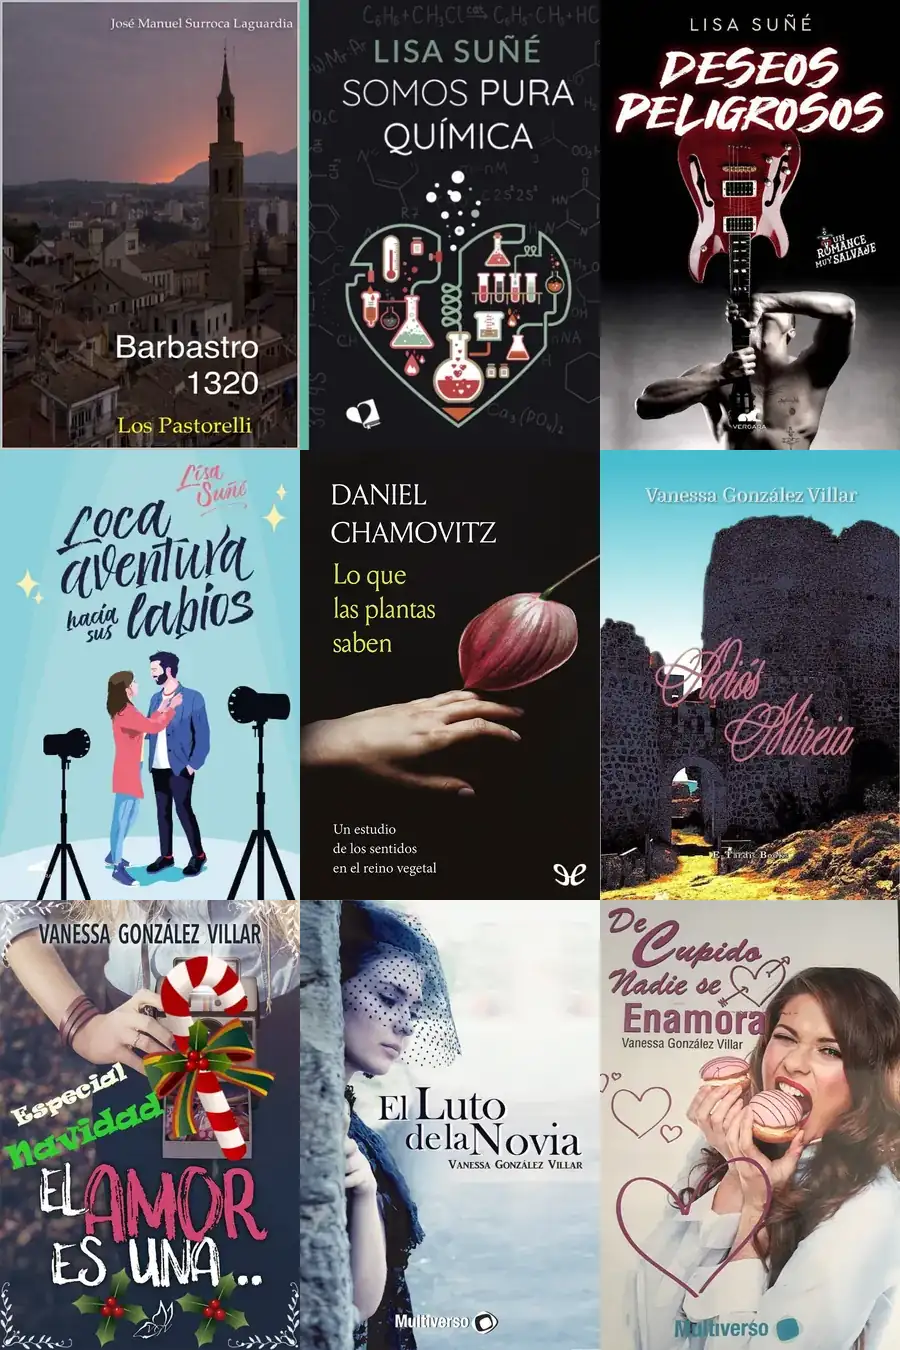 José Manuel Surroca Laguardia
Barbastro
1320
Los Pastorelli
LISA SUÑÉ
SOMOS PURA
QUÍMICA
LISA SUÑÉ
DESEOS
PELIGROSOS
UN
ROMANCE
MUY SALVAJE
VERGARA
Lisa
Suñé
Loca
aventura
hacia
sus
labios
DANIEL
CHAMOVITZ
Lo que
las plantas
saben
Un estudio
de los sentidos
en el reino vegetal
Vanessa González Villar
Adiós
Mireia
VANESSA GONZÁLEZ VILLAR
Especial
Navidad
EL AMOR
ES UNA ..
El Luto
de la Novia
VANESSA GONZÁLEZ VILLAR
Multiverso
De
Cupido
Nadie se
Enamora
Vanessa González Villar
Multiverso